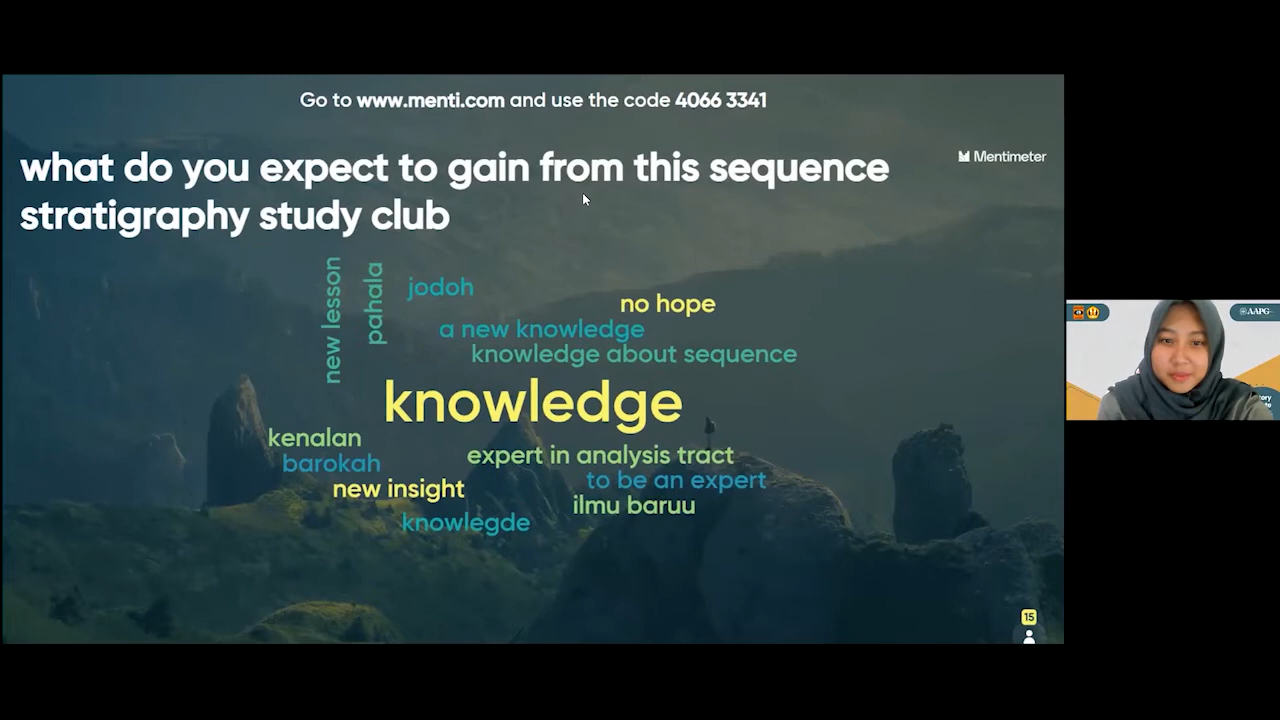 Go to www.menti.com and use the code 4066 3341
Mentimeter
what do you expect to gain from this sequence
stratigraphy study club
new lesson
pahala
jodoh
no hope
a new knowledge
knowledge about sequence
knowledge
kenalan
barokah
new insight
knowlegde
expert in analysis tract
to be an expert
ilmu baruu
15
AAPG